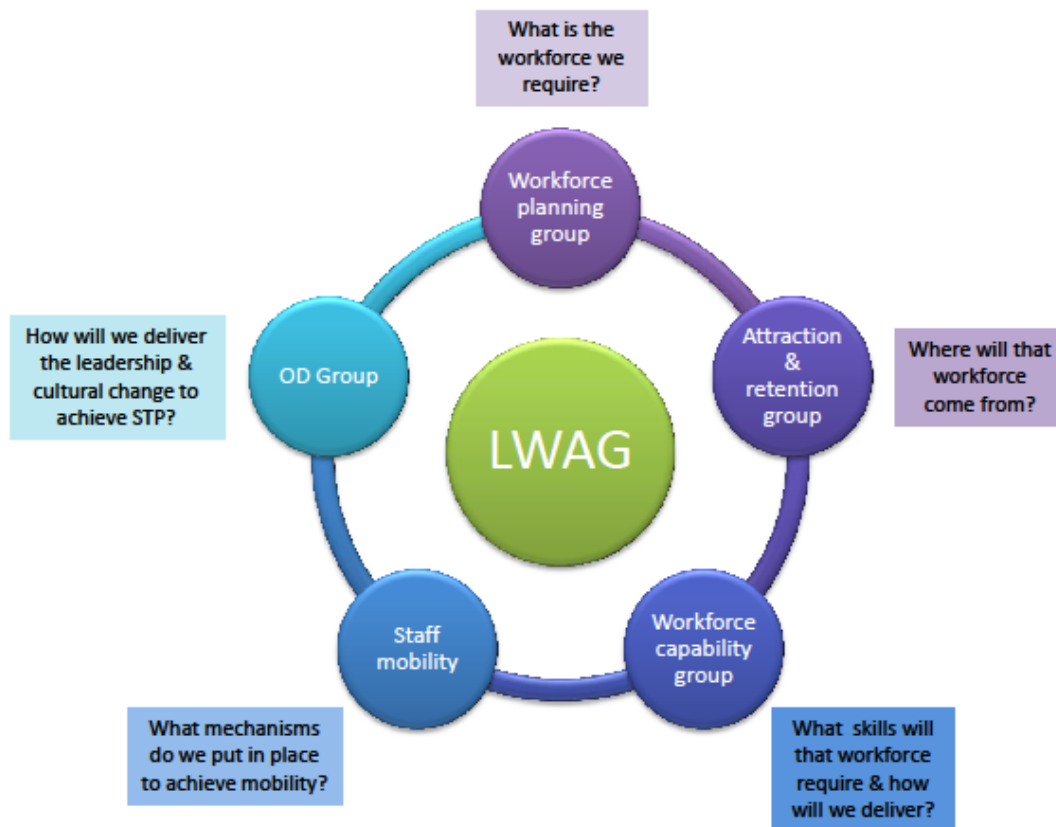 What is the
workforce we
require?
Workforce
planning
group
Attraction
&
retention
group
Where will that
workforce
come from?
OD Group
How will we deliver
the leadership &
cultural change to
achieve STP?
LWAG
Staff
mobility
Workforce
capability
group
What mechanisms
do we put in place
to achieve mobility?
What skills will
that workforce
require & how
will we deliver?